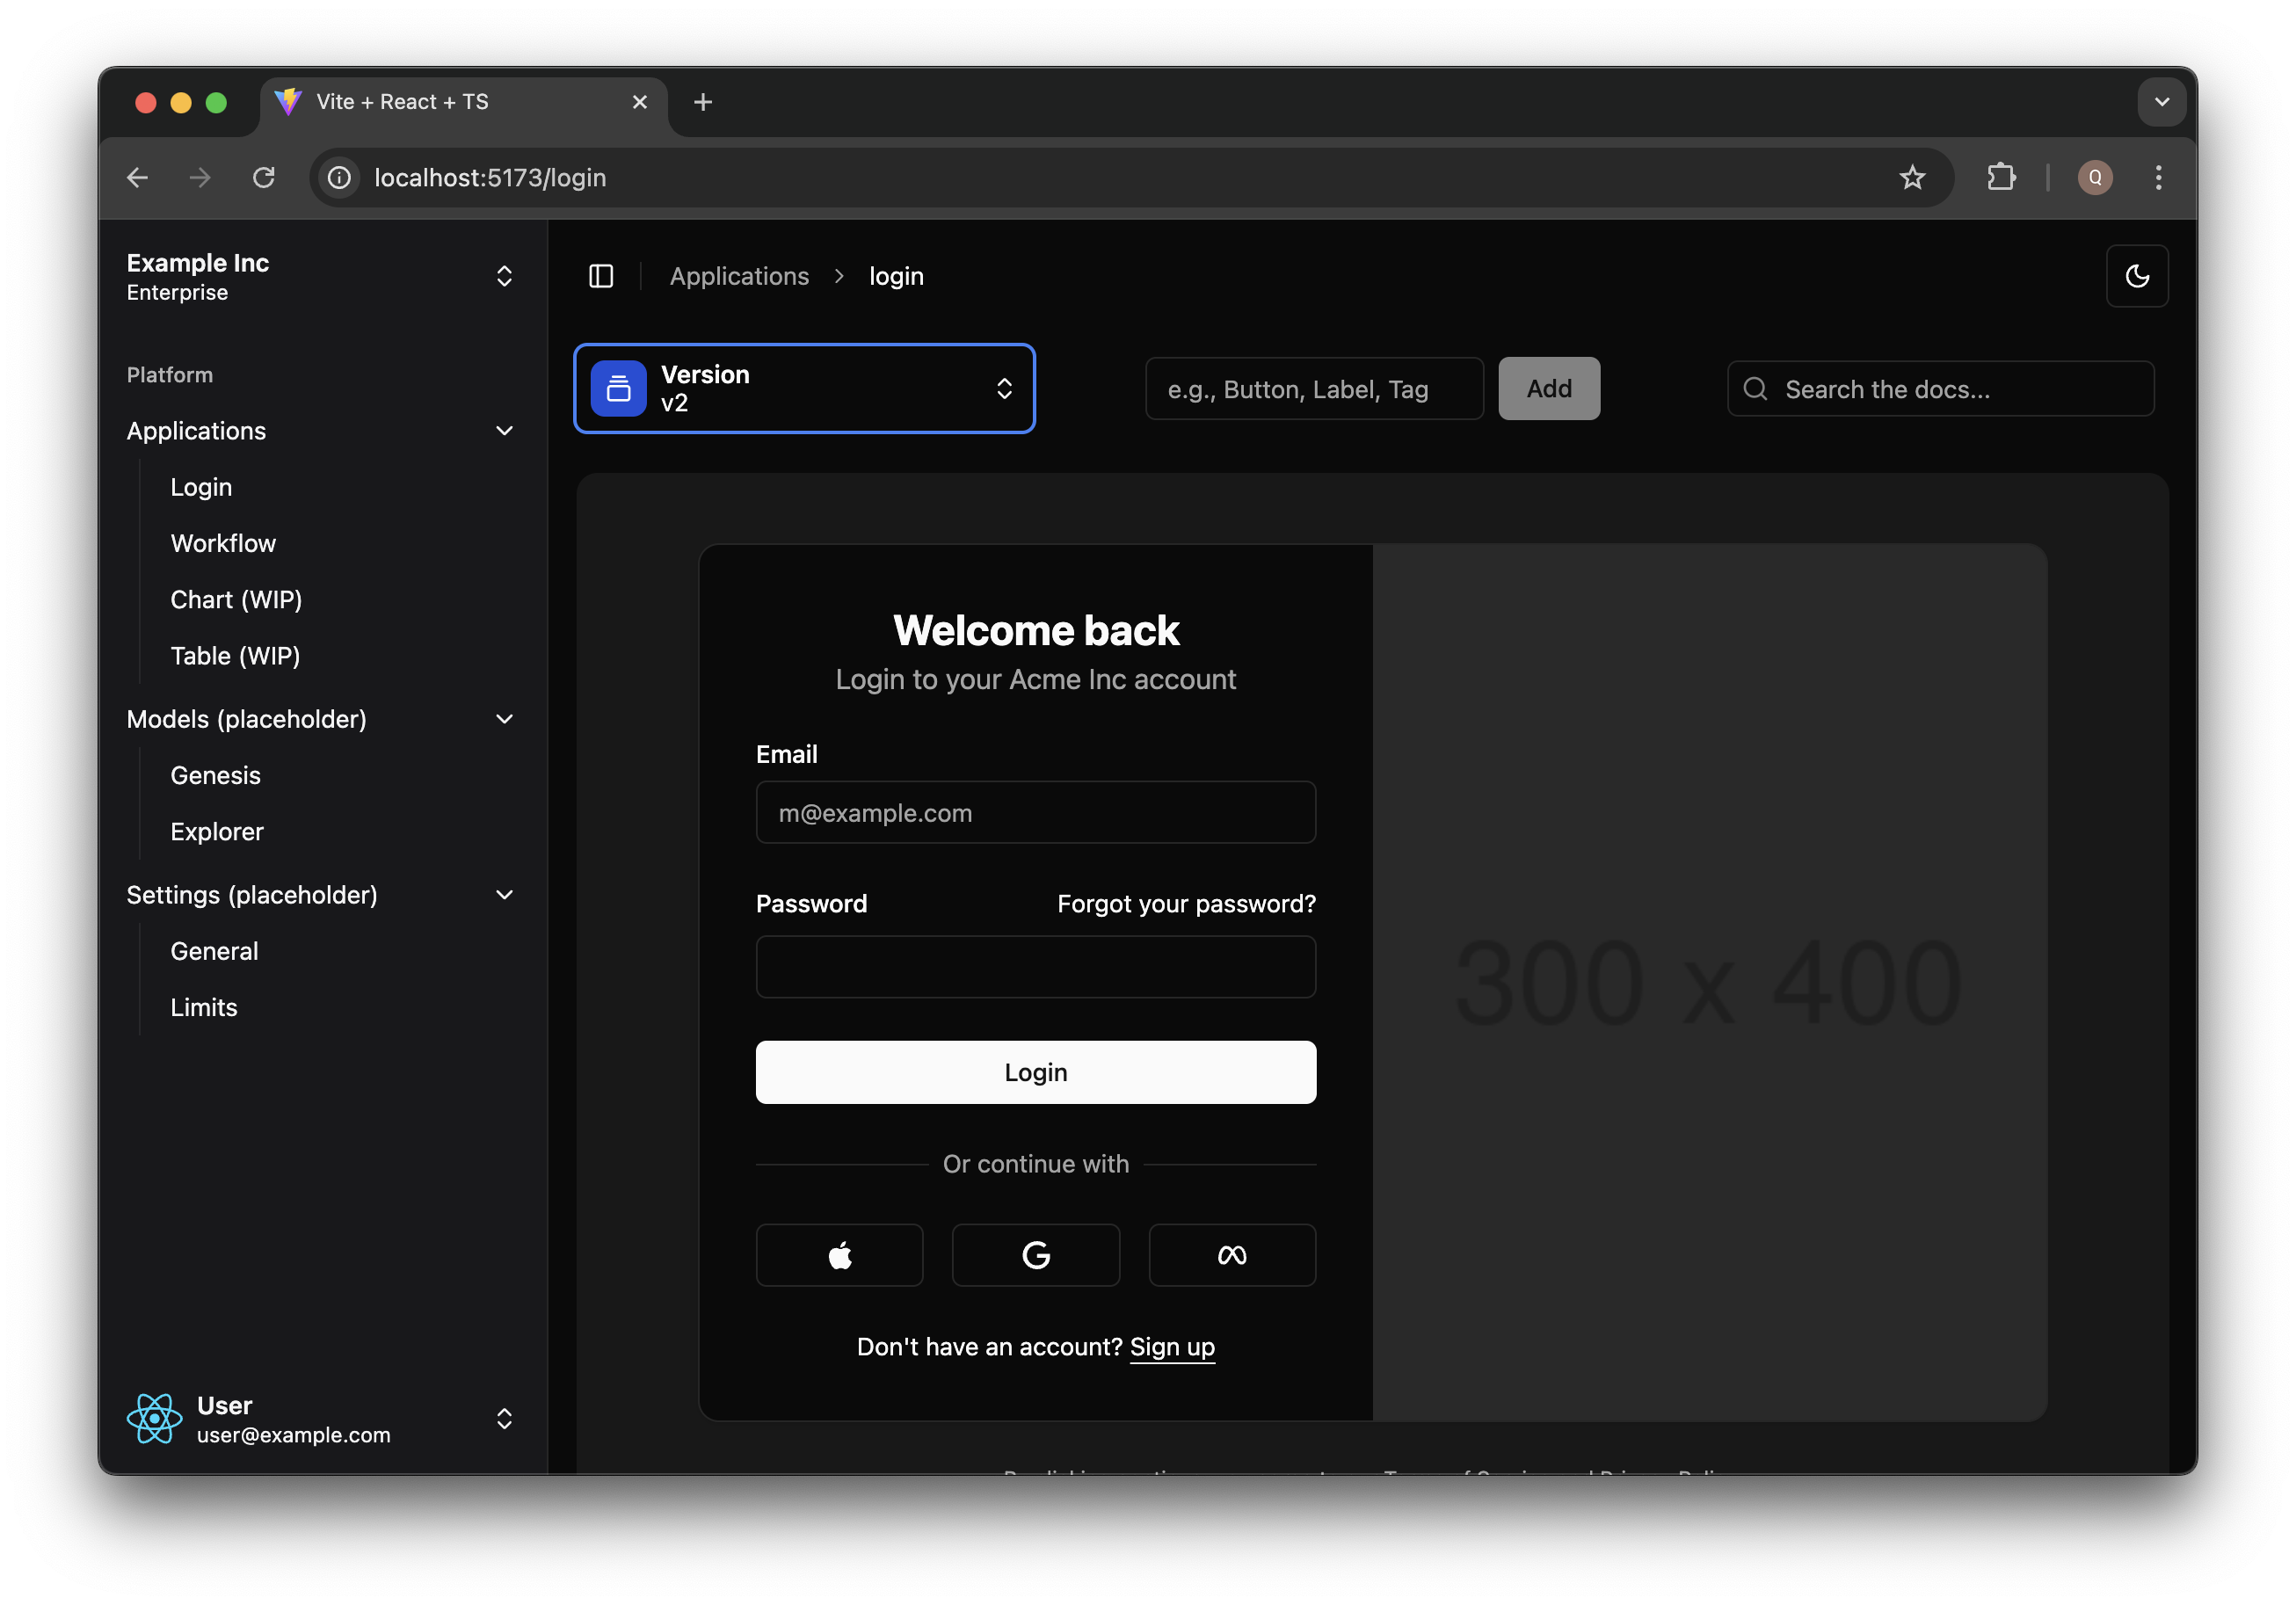 Vite + React + TS
localhost:5173/login
Q
Example Inc
Enterprise
Platform
Applications
Login
Workflow
Chart (WIP)
Table (WIP)
Models (placeholder)
Genesis
Explorer
Settings (placeholder)
General
Limits
User
user@example.com
Applications > login
Version
v2
e.g., Button, Label, Tag
Add
Search the docs...
Welcome back
Login to your Acme Inc account
Email
m@example.com
Password
Forgot your password?
Login
Or continue with
Don't have an account? Sign up
300 x 400